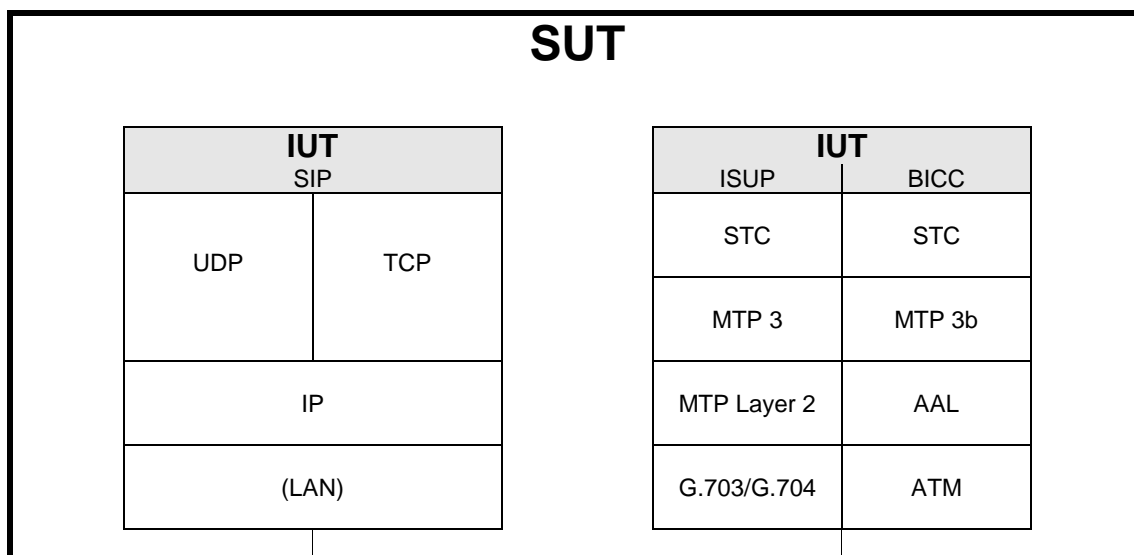 SUT
IUT
SIP
UDP TCP
IP
(LAN)
IUT
ISUP BICC
STC STC
MTP 3 MTP 3b
MTP Layer 2 AAL
G.703/G.704 ATM